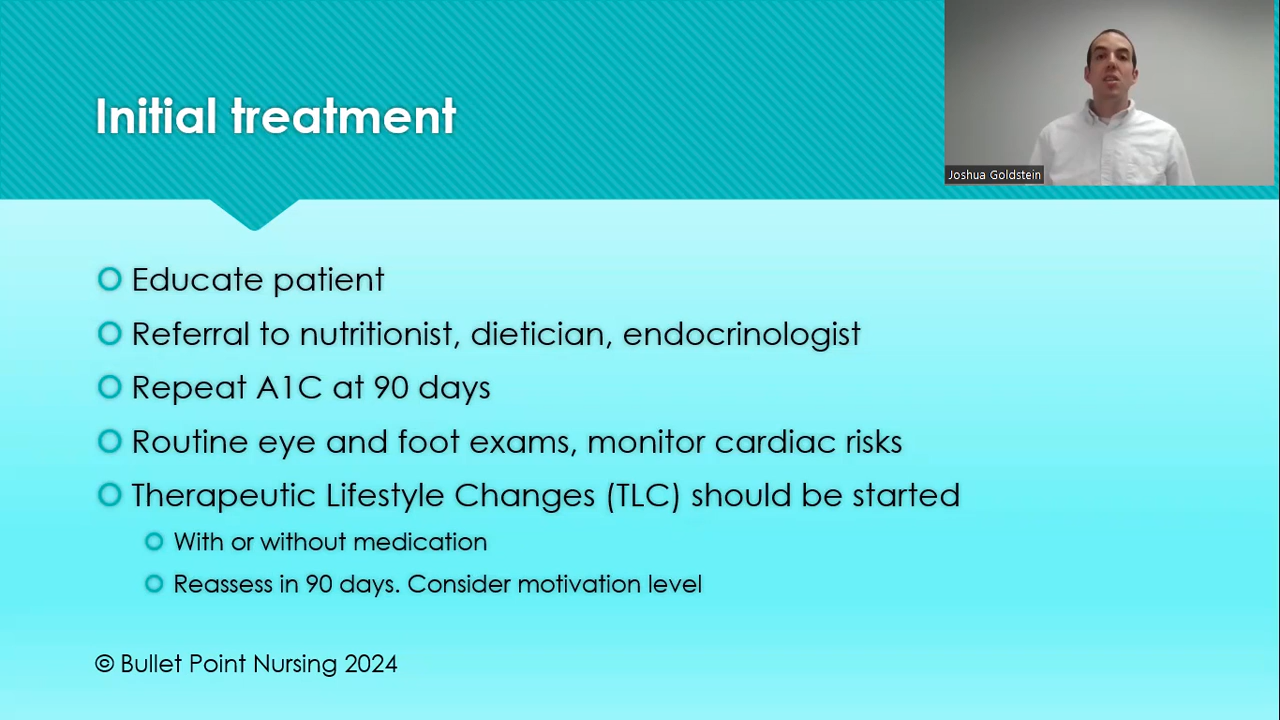 Initial treatment
Joshua Goldstein
Educate patient
Referral to nutritionist, dietician, endocrinologist
Repeat A1C at 90 days
Routine eye and foot exams, monitor cardiac risks
Therapeutic Lifestyle Changes (TLC) should be started
With or without medication
Reassess in 90 days. Consider motivation level
© Bullet Point Nursing 2024